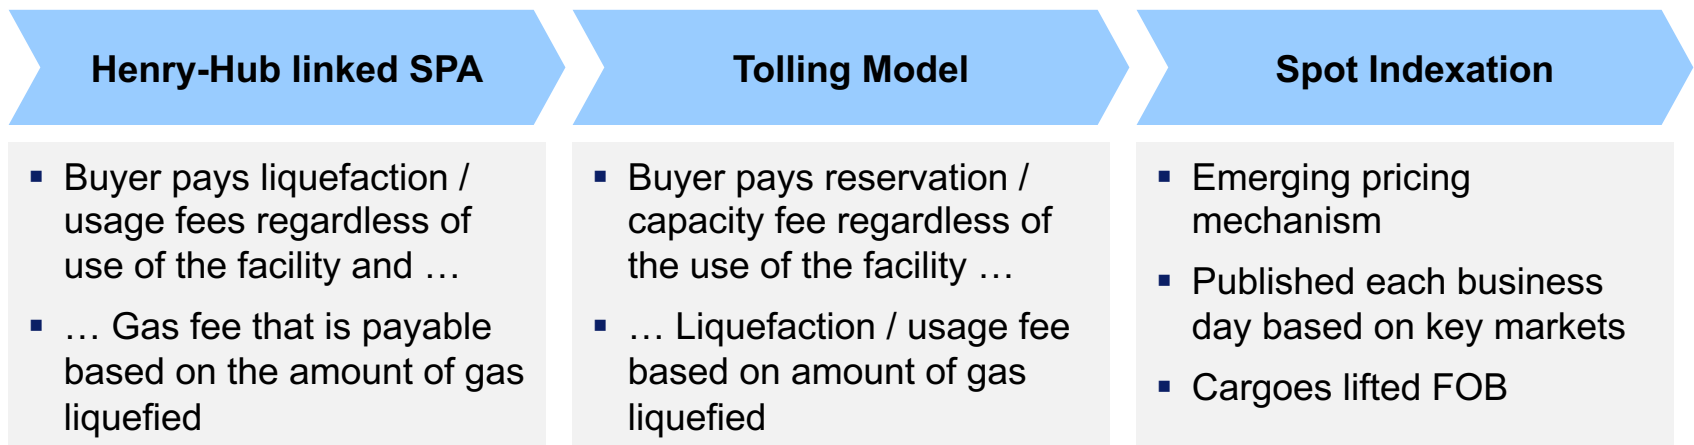 Henry-Hub linked SPA
▪ Buyer pays liquefaction /
usage fees regardless of
use of the facility and …
▪ … Gas fee that is payable
based on the amount of gas
liquefied
Tolling Model
▪ Buyer pays reservation /
capacity fee regardless of
the use of the facility …
▪ … Liquefaction / usage fee
based on amount of gas
liquefied
Spot Indexation
▪ Emerging pricing
mechanism
▪ Published each business
day based on key markets
▪ Cargoes lifted FOB